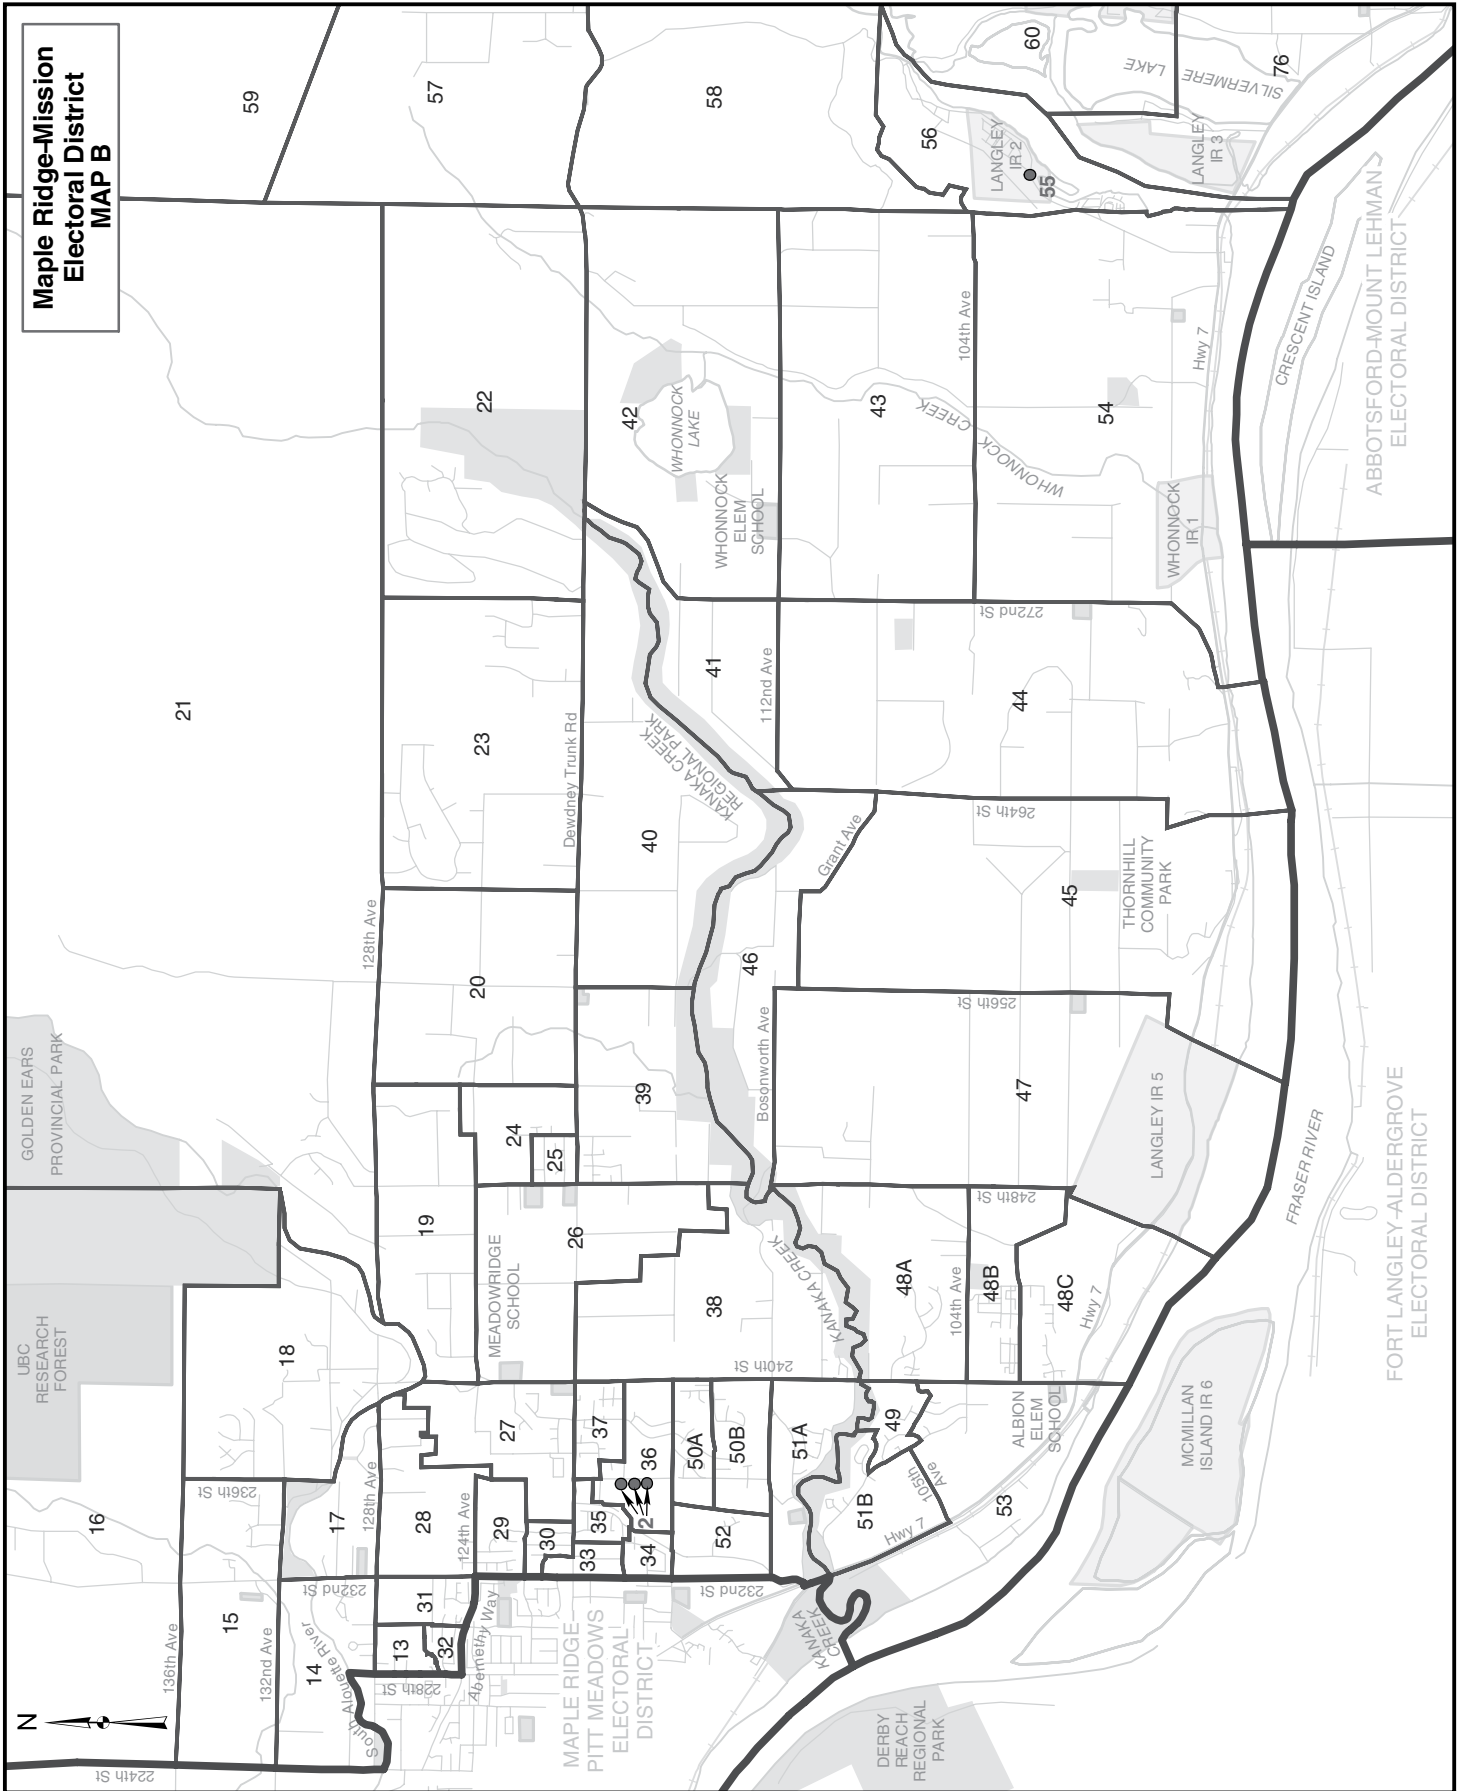 Maple Ridge–Mission
Electoral District
MAP B
N
224th St
136th Ave
132nd Ave
South Alouette River
228th St
232nd St
236th St
128th Ave
124th Ave
Abernethy Way
UBC
RESEARCH
FOREST
GOLDEN EARS
PROVINCIAL PARK
128th Ave
MEADOWRIDGE
SCHOOL
Dewdney Trunk Rd
KANAKA CREEK
REGIONAL PARK
112nd Ave
WHONNOCK
LAKE
WHONNOCK
ELEM
SCHOOL
104th Ave
WHONNOCK CREEK
WHONNOCK
IR 1
Hwy 7
272nd St
264th St
Grant Ave
THORNHILL
COMMUNITY
PARK
256th St
Bosonworth Ave
LANGLEY IR 5
248th St
104th Ave
Hwy 7
KANAKA CREEK
240th St
ALBION
ELEM
SCHOOL
105th
Ave
Hwy 7
232nd St
KANAKA
CREEK
MAPLE RIDGE
PITT MEADOWS
ELECTORAL
DISTRICT
DERBY
REACH
REGIONAL
PARK
MCMILLAN
ISLAND IR 6
FRASER RIVER
FORT LANGLEY-ALDERGROVE
ELECTORAL DISTRICT
ABBOTSFORD-MOUNT LEHMAN
ELECTORAL DISTRICT
CRESCENT ISLAND
LANGLEY
IR 2
LANGLEY
IR 3
SILVERMERE LAKE
2
13
14
15
16
17
18
19
20
21
22
23
24
25
26
27
28
29
30
31
32
33
34
35
36
37
38
39
40
41
42
43
44
45
46
47
48A
48B
48C
49
50A
50B
51A
51B
52
53
54
55
56
57
58
59
60
76